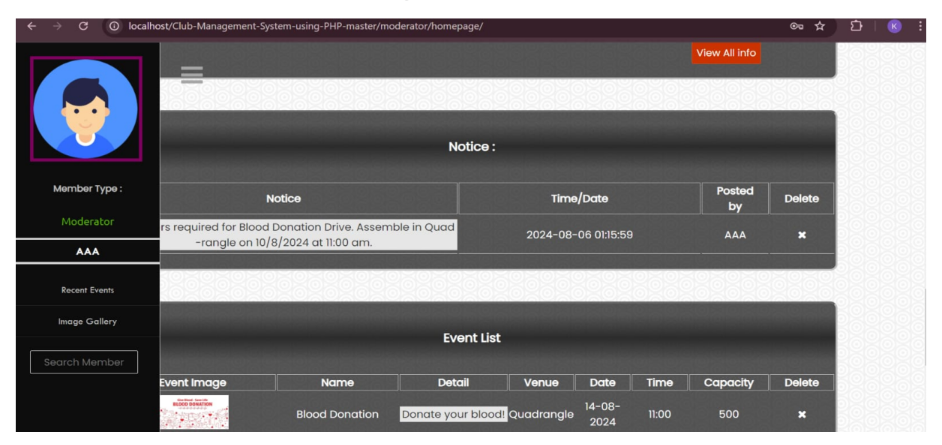 localhost/Club-Management-System-using-PHP-master/moderator/homepage/
K
View All info
Member Type :
Moderator
AAA
Recent Events
Image Gallery
Search Member
Notice :
Notice Time/Date Posted by Delete
rs required for Blood Donation Drive. Assemble in Quad
-rangle on 10/8/2024 at 11:00 am.
2024-08-06 01:15:59 AAA ×
Event List
Event Image Name Detail Venue Date Time Capacity Delete
BLOOD DONATION
Blood Donation Donate your blood! Quadrangle 14-08-
2024
11:00 500 ×